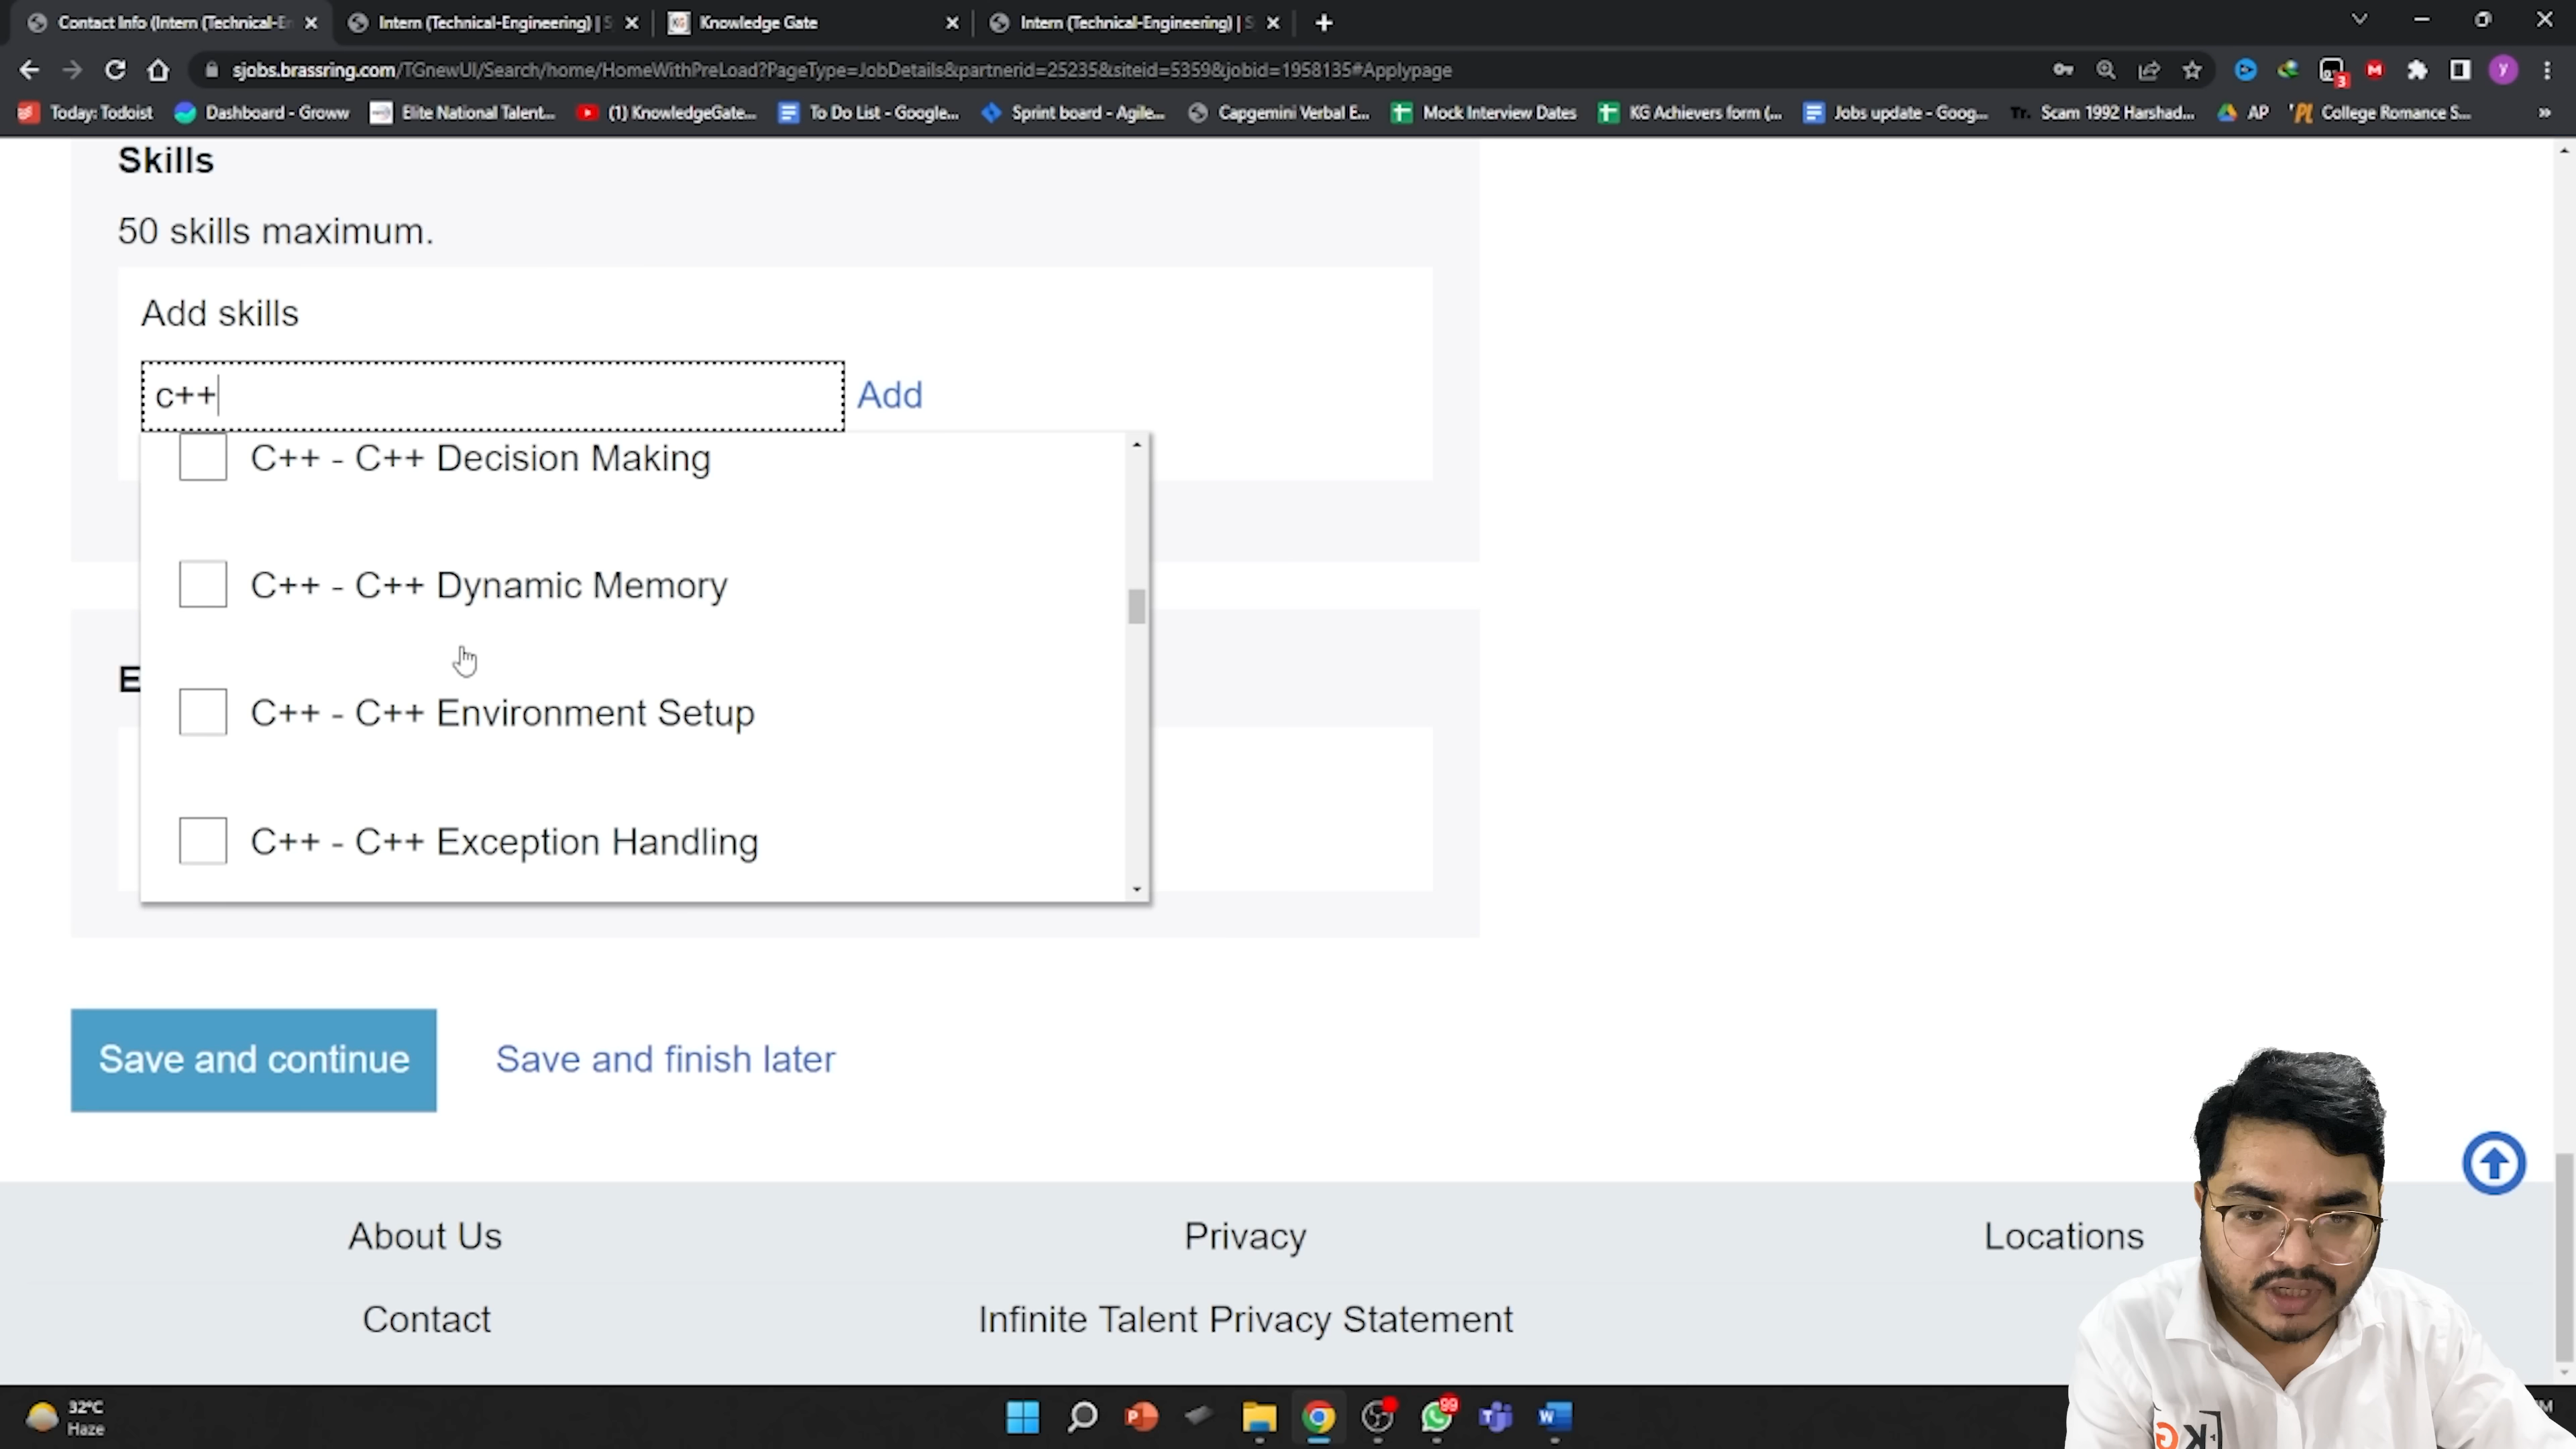 Contact Info (Intern (Technical-En
Intern (Technical-Engineering) | S
Knowledge Gate
Intern (Technical-Engineering) | S
sjobs.brassring.com/TGnewUI/Search/home/HomeWithPreLoad?PageType=JobDetails&partnerid=25235&siteid=5359&jobid=1958135#Applypage
Today: Todoist
Dashboard - Groww
Elite National Talent...
(1) KnowledgeGate...
To Do List - Google...
Sprint board - Agile...
Capgemini Verbal E...
Mock Interview Dates
KG Achievers form (...
Jobs update - Goog...
Tr. Scam 1992 Harshad...
AP
College Romance S...
Skills
50 skills maximum.
Add skills
c++
Add
C++ - C++ Decision Making
C++ - C++ Dynamic Memory
E
C++ - C++ Environment Setup
C++ - C++ Exception Handling
Save and continue
Save and finish later
About Us
Privacy
Locations
Contact
Infinite Talent Privacy Statement
32°C
Haze
99
KG